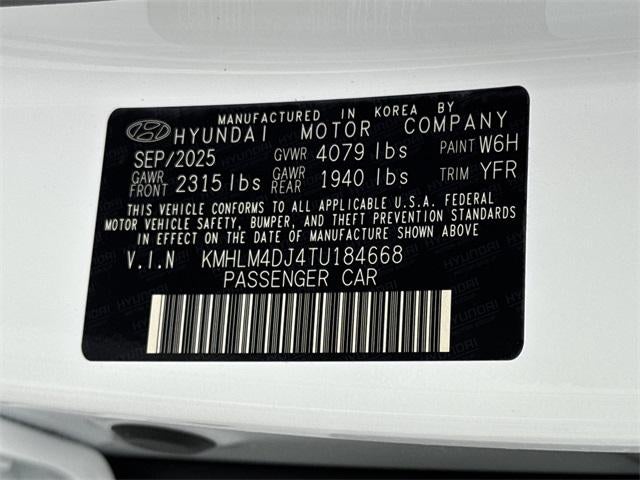 MANUFACTURED IN KOREA BY
HYUNDAI MOTOR COMPANY
SEP/2025 GVWR 4079 lbs PAINT W6H
GAWR FRONT 2315 lbs GAWR REAR 1940 lbs TRIM YFR
THIS VEHICLE CONFORMS TO ALL APPLICABLE U.S.A. FEDERAL
MOTOR VEHICLE SAFETY, BUMPER, AND THEFT PREVENTION STANDARDS
IN EFFECT ON THE DATE OF MANUFACTURE SHOWN ABOVE
V.I.N KMHLM4DJ4TU184668
PASSENGER CAR